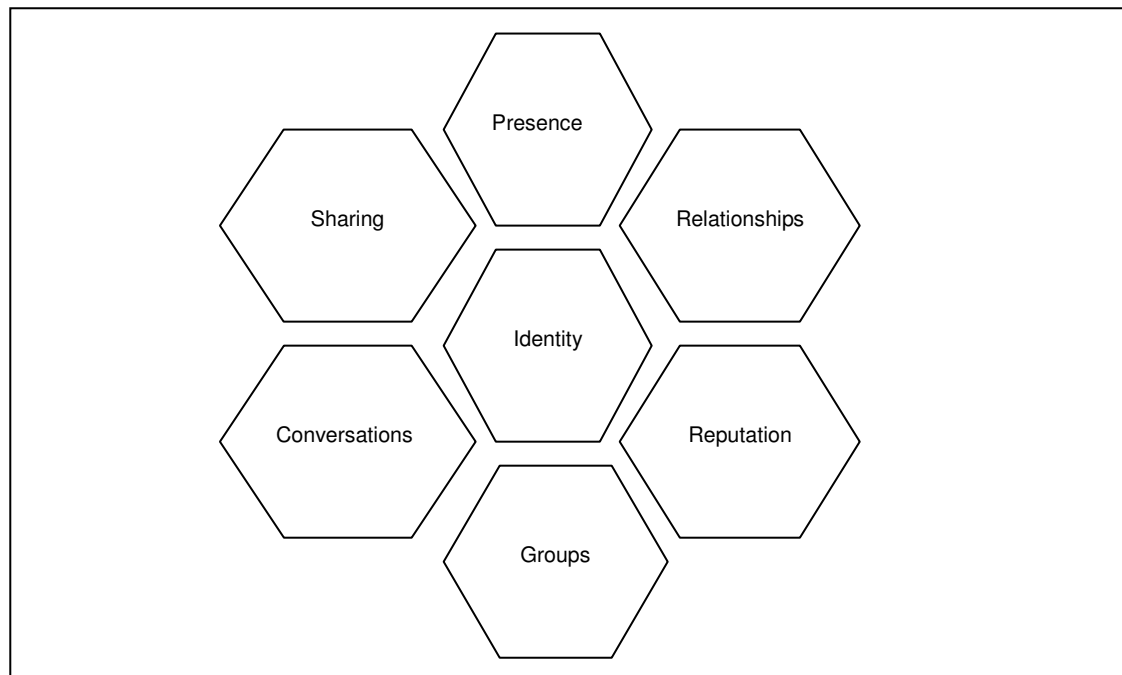 Presence
Sharing
Relationships
Identity
Conversations
Reputation
Groups